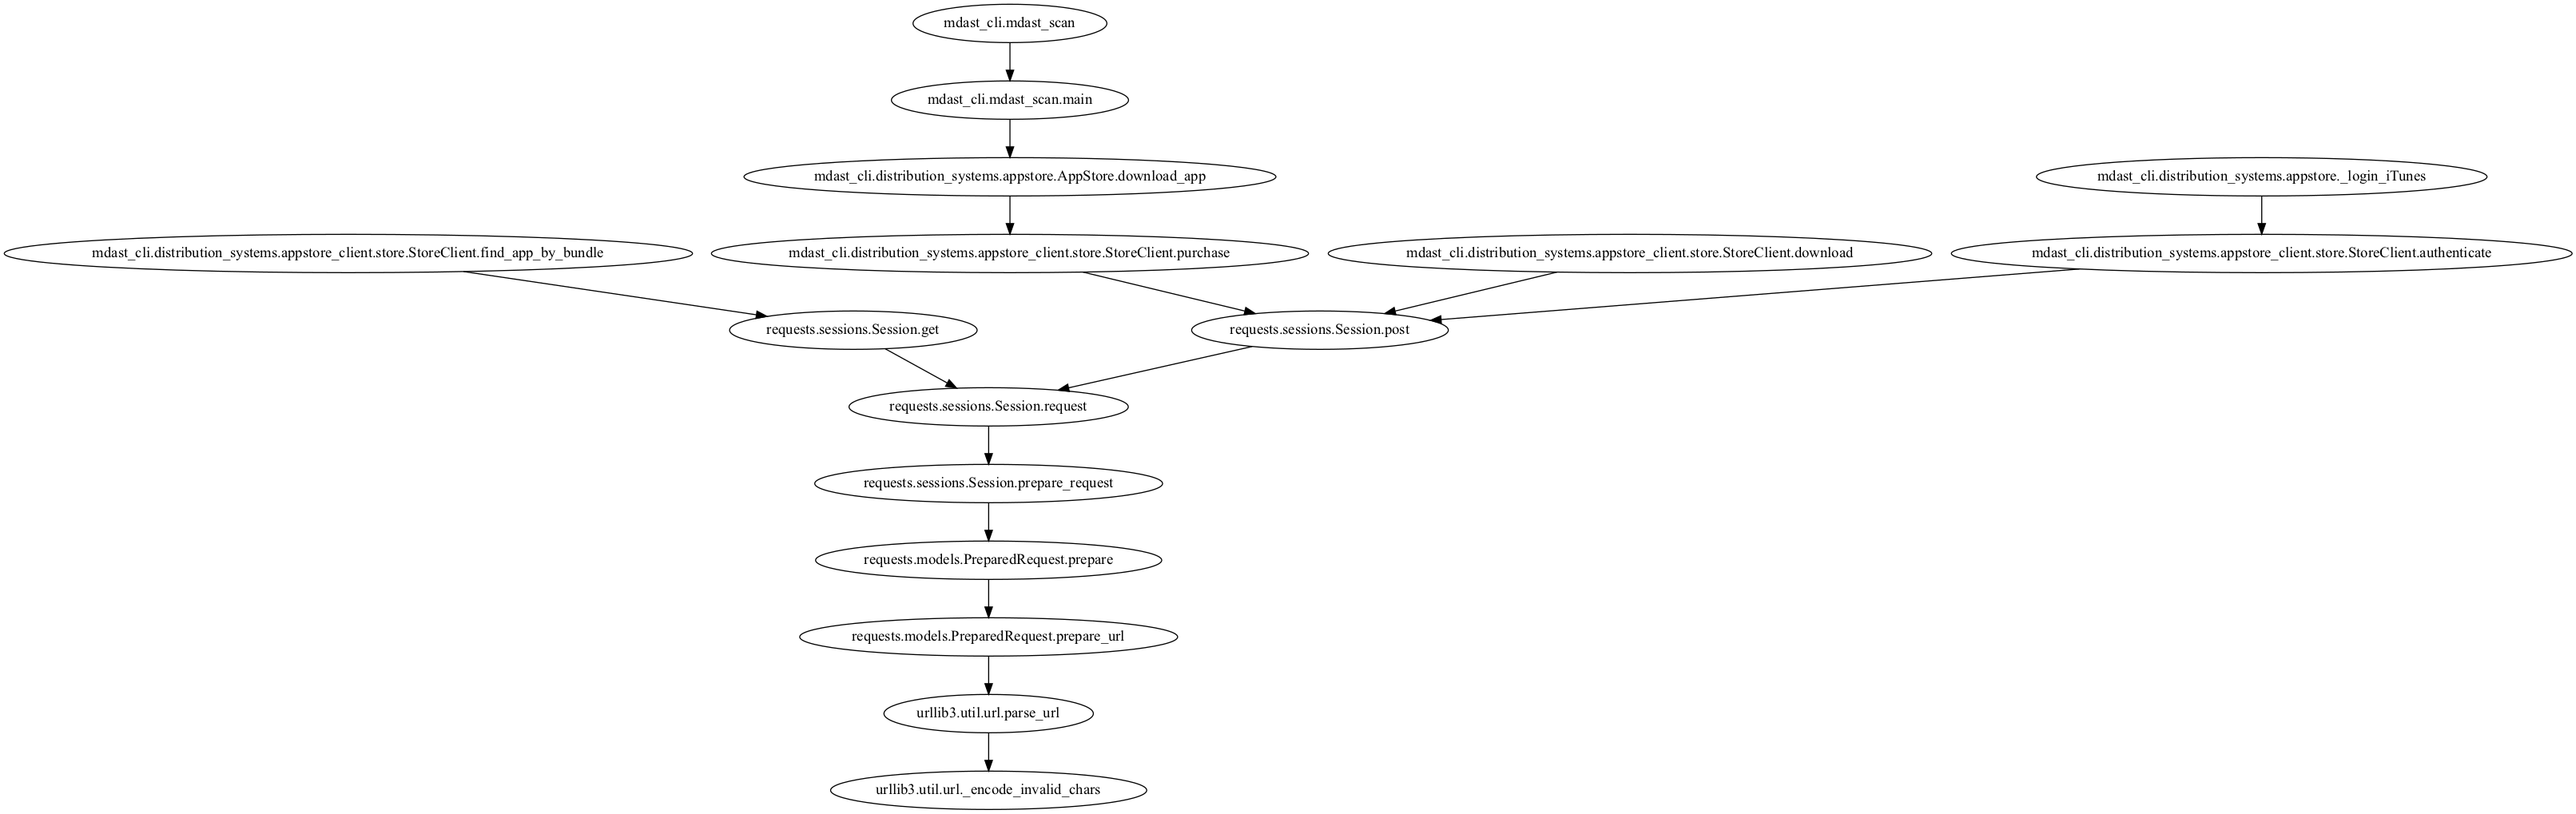 mdast_cli.mdast_scan
mdast_cli.mdast_scan.main
mdast_cli.distribution_systems.appstore.AppStore.download_app
mdast_cli.distribution_systems.appstore._login_iTunes
mdast_cli.distribution_systems.appstore_client.store.StoreClient.find_app_by_bundle
mdast_cli.distribution_systems.appstore_client.store.StoreClient.purchase
mdast_cli.distribution_systems.appstore_client.store.StoreClient.download
mdast_cli.distribution_systems.appstore_client.store.StoreClient.authenticate
requests.sessions.Session.get
requests.sessions.Session.post
requests.sessions.Session.request
requests.sessions.Session.prepare_request
requests.models.PreparedRequest.prepare
requests.models.PreparedRequest.prepare_url
urllib3.util.url.parse_url
urllib3.util.url._encode_invalid_chars